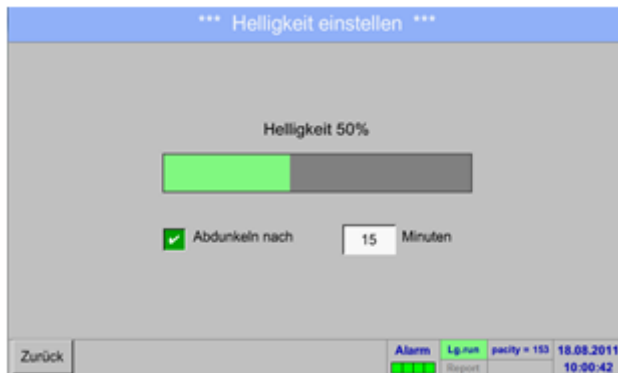 *** Helligkeit einstellen ***
Helligkeit 50%
Abdunkeln nach 15 Minuten
Zurück
Alarm Lg.run pacity = 153 18.08.2011
Report 10:00:42